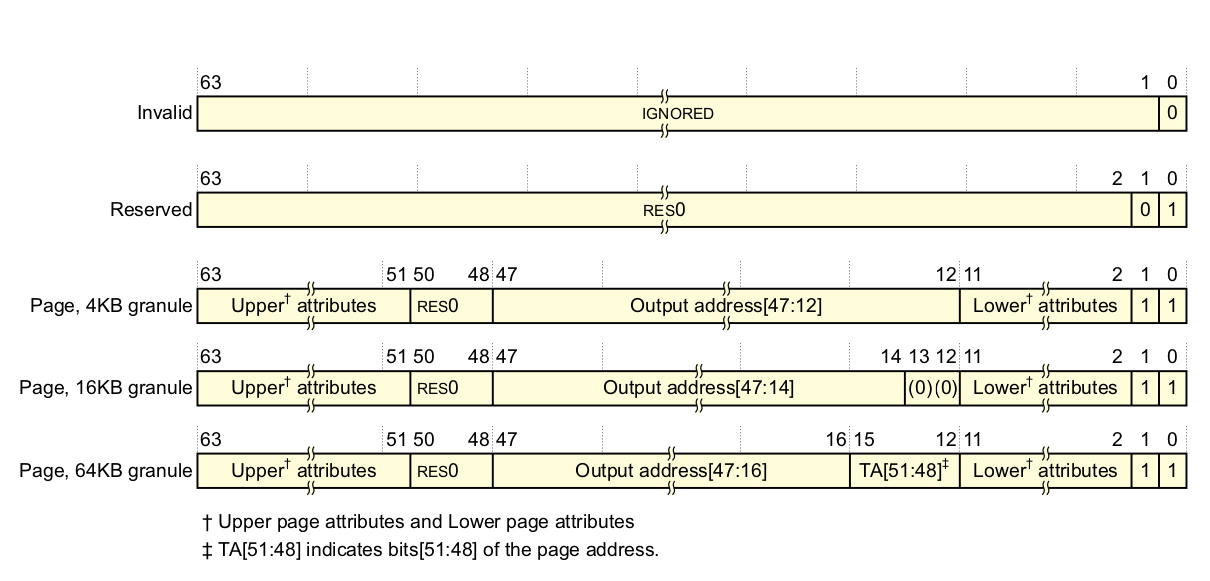 63 1 0
Invalid IGNORED 0
63 2 1 0
Reserved RES0 0 1
63 51 50 48 47 12 11 2 1 0
Page, 4KB granule Upper† attributes RES0 Output address[47:12] Lower† attributes 1 1
63 51 50 48 47 14 13 12 11 2 1 0
Page, 16KB granule Upper† attributes RES0 Output address[47:14] (0) (0) Lower† attributes 1 1
63 51 50 48 47 16 15 12 11 2 1 0
Page, 64KB granule Upper† attributes RES0 Output address[47:16] TA[51:48]‡ Lower† attributes 1 1
† Upper page attributes and Lower page attributes
‡ TA[51:48] indicates bits[51:48] of the page address.